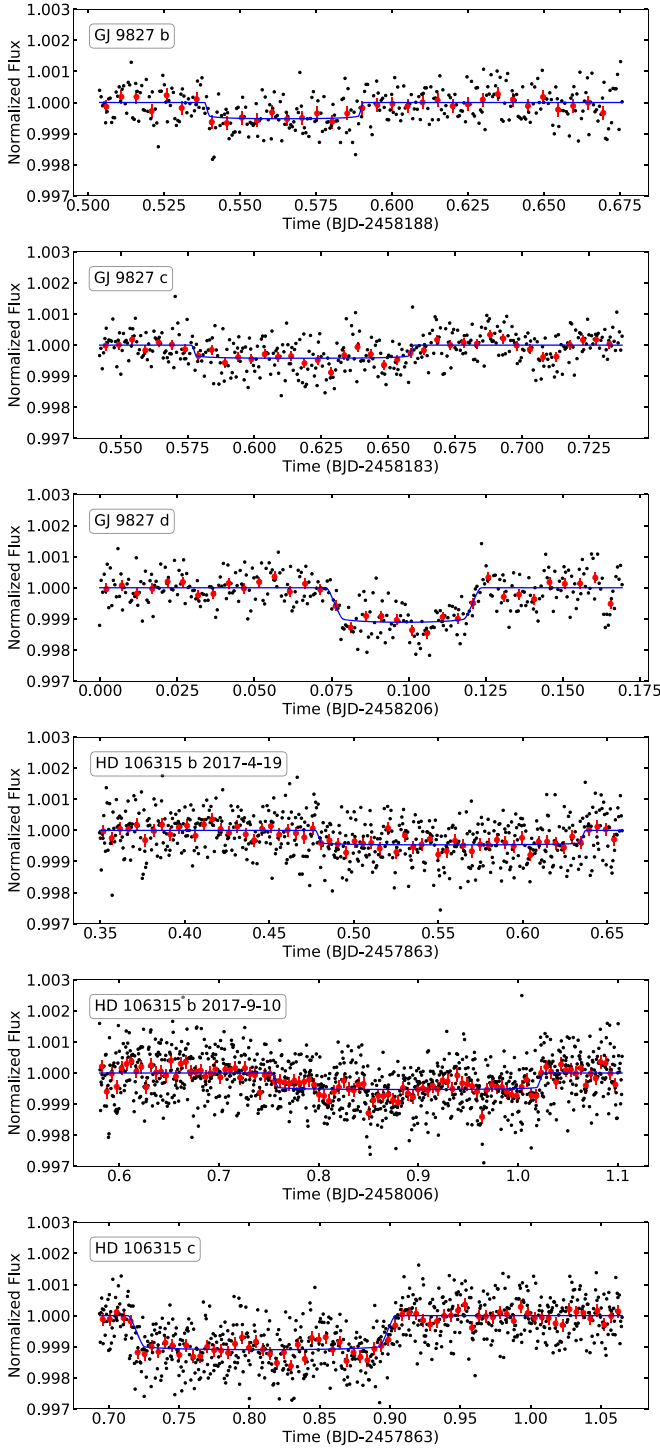 GJ 9827 b
Normalized Flux
1.003
1.002
1.001
1.000
0.999
0.998
0.997
0.500 0.525 0.550 0.575 0.600 0.625 0.650 0.675
Time (BJD-2458188)
GJ 9827 c
Normalized Flux
1.003
1.002
1.001
1.000
0.999
0.998
0.997
0.550 0.575 0.600 0.625 0.650 0.675 0.700 0.725
Time (BJD-2458183)
GJ 9827 d
Normalized Flux
1.003
1.002
1.001
1.000
0.999
0.998
0.997
0.000 0.025 0.050 0.075 0.100 0.125 0.150 0.175
Time (BJD-2458206)
HD 106315 b 2017-4-19
Normalized Flux
1.003
1.002
1.001
1.000
0.999
0.998
0.997
0.35 0.40 0.45 0.50 0.55 0.60 0.65
Time (BJD-2457863)
HD 106315 b 2017-9-10
Normalized Flux
1.003
1.002
1.001
1.000
0.999
0.998
0.997
0.6 0.7 0.8 0.9 1.0 1.1
Time (BJD-2458006)
HD 106315 c
Normalized Flux
1.003
1.002
1.001
1.000
0.999
0.998
0.997
0.70 0.75 0.80 0.85 0.90 0.95 1.00 1.05
Time (BJD-2457863)